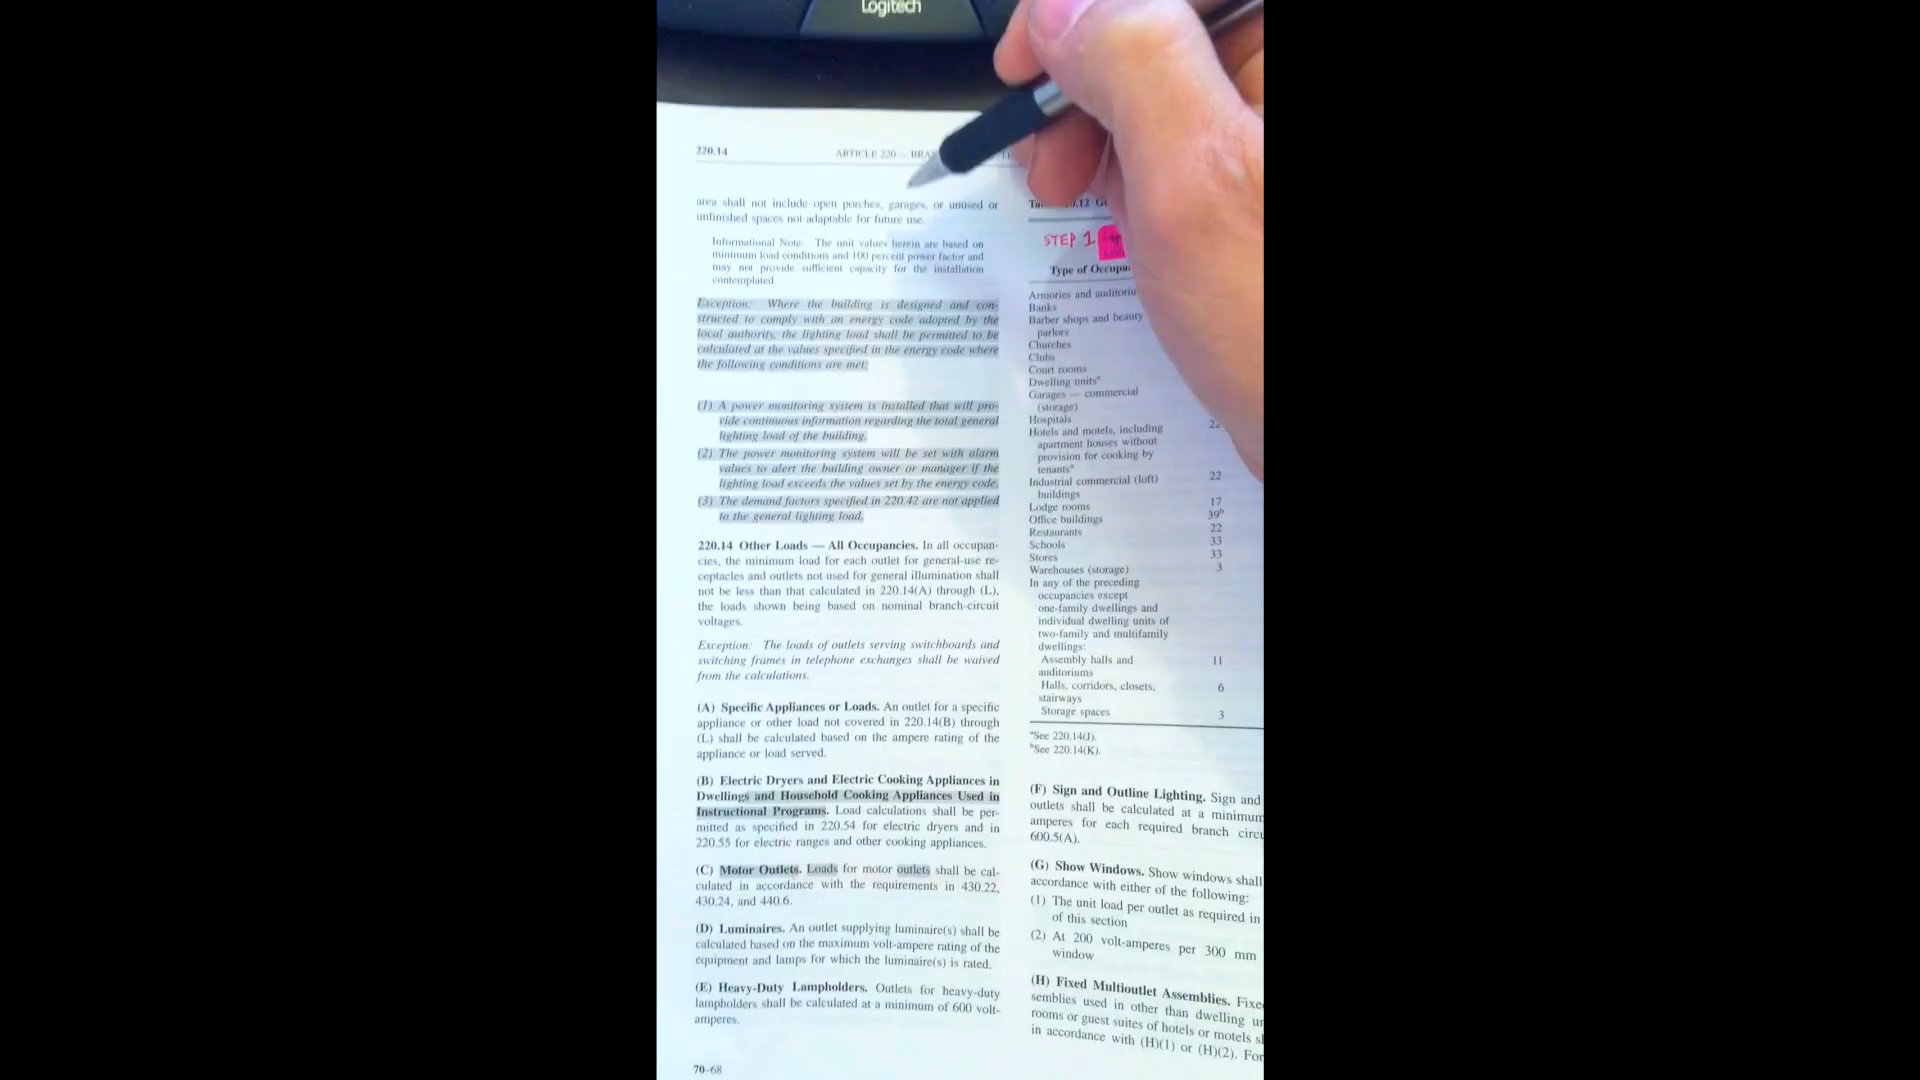 Logitech
220.14
ARTICLE 220 — BRA
area shall not include open porches, garages, or unused or
unfinished spaces not adaptable for future use.
Informational Note: The unit values herein are based on
minimum load conditions and 100 percent power factor and
may not provide sufficient capacity for the installation
contemplated.
Exception: Where the building is designed and con-
structed to comply with an energy code adopted by the
local authority, the lighting load shall be permitted to be
calculated at the values specified in the energy code where
the following conditions are met:
(1) A power monitoring system is installed that will pro-
vide continuous information regarding the total general
lighting load of the building.
(2) The power monitoring system will be set with alarm
values to alert the building owner or manager if the
lighting load exceeds the values set by the energy code.
(3) The demand factors specified in 220.42 are not applied
to the general lighting load.
220.14 Other Loads — All Occupancies. In all occupan-
cies, the minimum load for each outlet for general-use re-
ceptacles and outlets not used for general illumination shall
not be less than that calculated in 220.14(A) through (L),
the loads shown being based on nominal branch-circuit
voltages.
Exception: The loads of outlets serving switchboards and
switching frames in telephone exchanges shall be waived
from the calculations.
(A) Specific Appliances or Loads. An outlet for a specific
appliance or other load not covered in 220.14(B) through
(L) shall be calculated based on the ampere rating of the
appliance or load served.
(B) Electric Dryers and Electric Cooking Appliances in
Dwellings and Household Cooking Appliances Used in
Instructional Programs. Load calculations shall be per-
mitted as specified in 220.54 for electric dryers and in
220.55 for electric ranges and other cooking appliances.
(C) Motor Outlets. Loads for motor outlets shall be cal-
culated in accordance with the requirements in 430.22,
430.24, and 440.6.
(D) Luminaires. An outlet supplying luminaire(s) shall be
calculated based on the maximum volt-ampere rating of the
equipment and lamps for which the luminaire(s) is rated.
(E) Heavy-Duty Lampholders. Outlets for heavy-duty
lampholders shall be calculated at a minimum of 600 volt-
amperes.
70–68
STEP 1
Type of Occupa
Armories and auditoriu
Banks
Barber shops and beauty
parlors
Churches
Clubs
Court rooms
Dwelling unitsᵃ
Garages — commercial
(storage)
Hospitals
Hotels and motels, including 22
apartment houses without
provision for cooking by
tenantsᵃ
Industrial commercial (loft) 22
buildings
Lodge rooms 17
Office buildings 39ᵇ
Restaurants 22
Schools 33
Stores 33
Warehouses (storage) 3
In any of the preceding
occupancies except
one-family dwellings and
individual dwelling units of
two-family and multifamily
dwellings:
Assembly halls and 11
auditoriums
Halls, corridors, closets, 6
stairways
Storage spaces 3
ᵃSee 220.14(J).
ᵇSee 220.14(K).
(F) Sign and Outline Lighting. Sign and
outlets shall be calculated at a minimum
amperes for each required branch circu
600.5(A).
(G) Show Windows. Show windows shall
accordance with either of the following:
(1) The unit load per outlet as required in
of this section
(2) At 200 volt-amperes per 300 mm
window
(H) Fixed Multioutlet Assemblies. Fixe
semblies used in other than dwelling un
rooms or guest suites of hotels or motels s
in accordance with (H)(1) or (H)(2). For